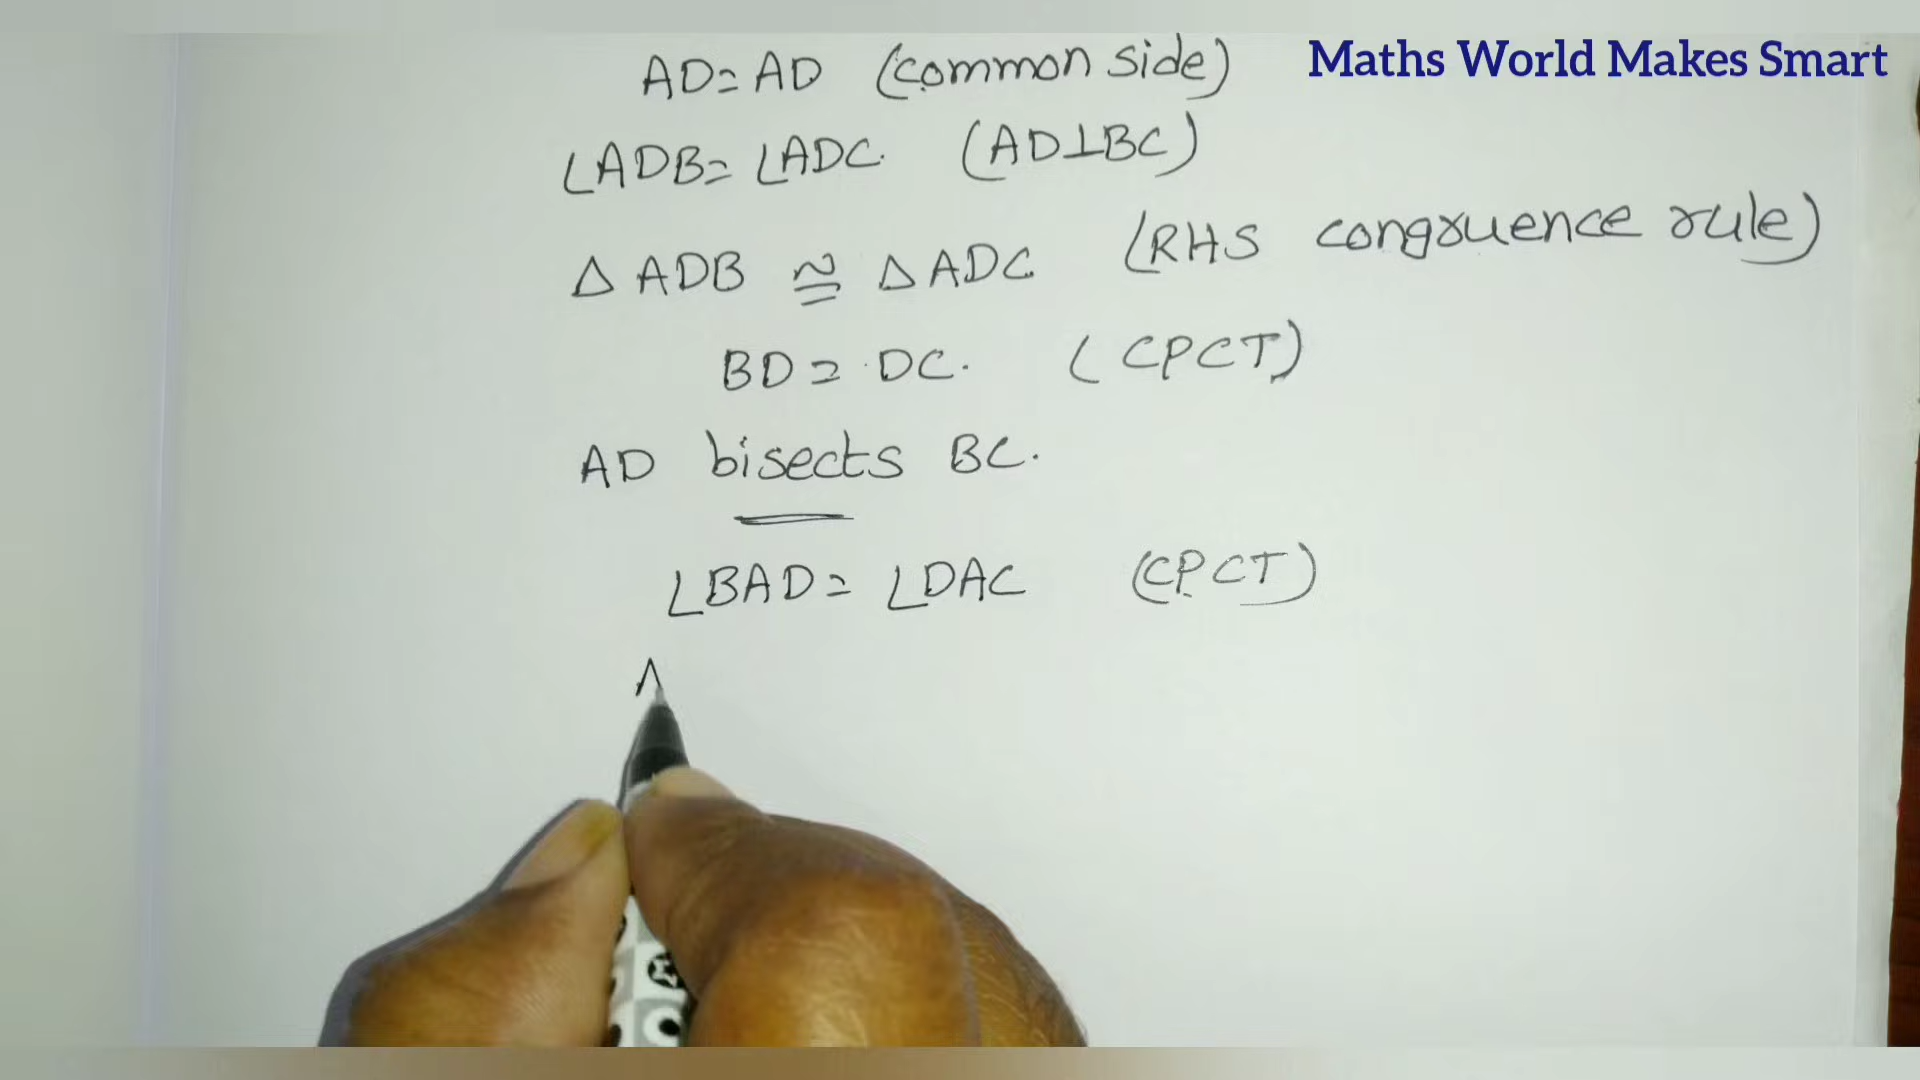 Maths World Makes Smart
AD = AD (common side)
∠ADB = ∠ADC. (AD⊥BC)
△ ADB ≅ △ ADC (RHS congruence rule)
BD = DC. (CPCT)
AD bisects BC.
∠BAD = ∠DAC (CPCT)
A